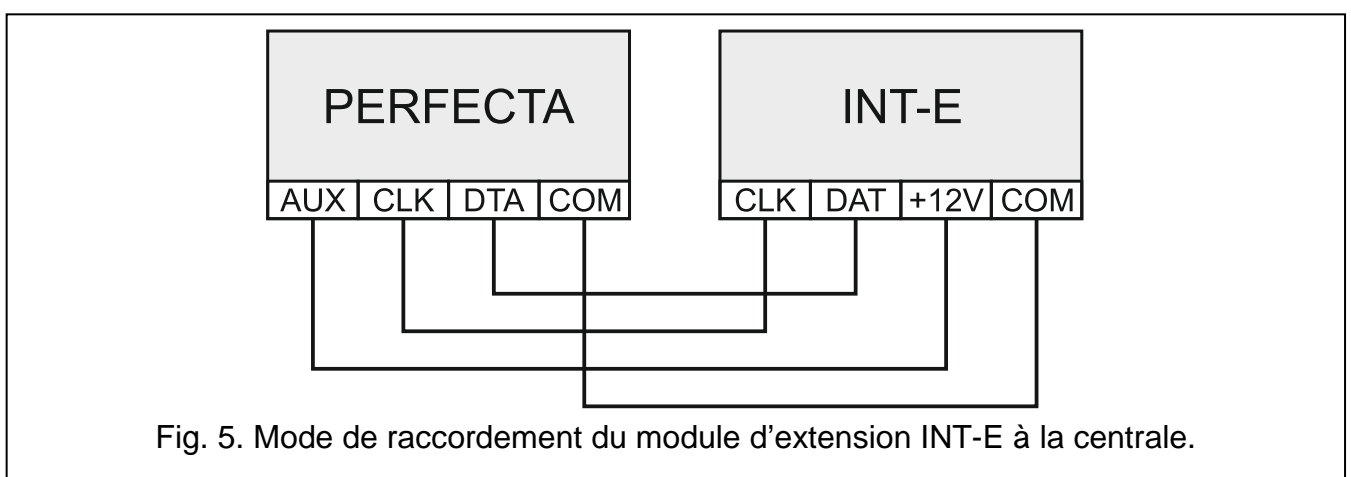 PERFECTA INT-E
AUX CLK DTA COM CLK DAT +12V COM
Fig. 5. Mode de raccordement du module d’extension INT-E à la centrale.